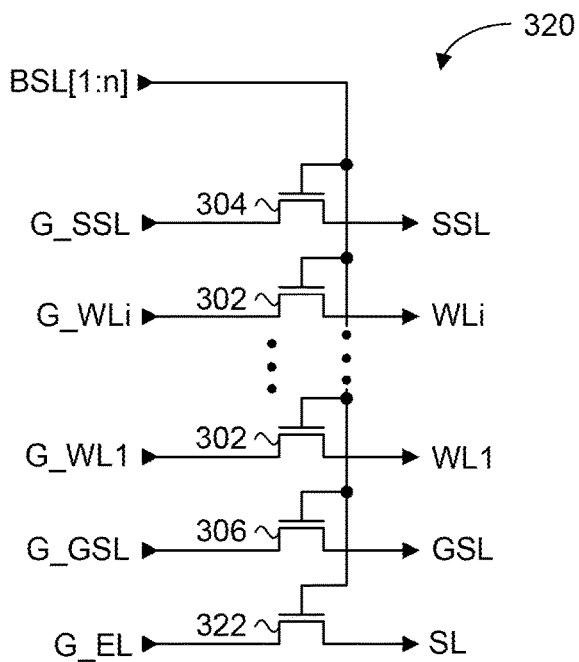 320
BSL[1:n]
304
G_SSL SSL
302
G_WLi WLi
302
G_WL1 WL1
306
G_GSL GSL
322
G_EL SL